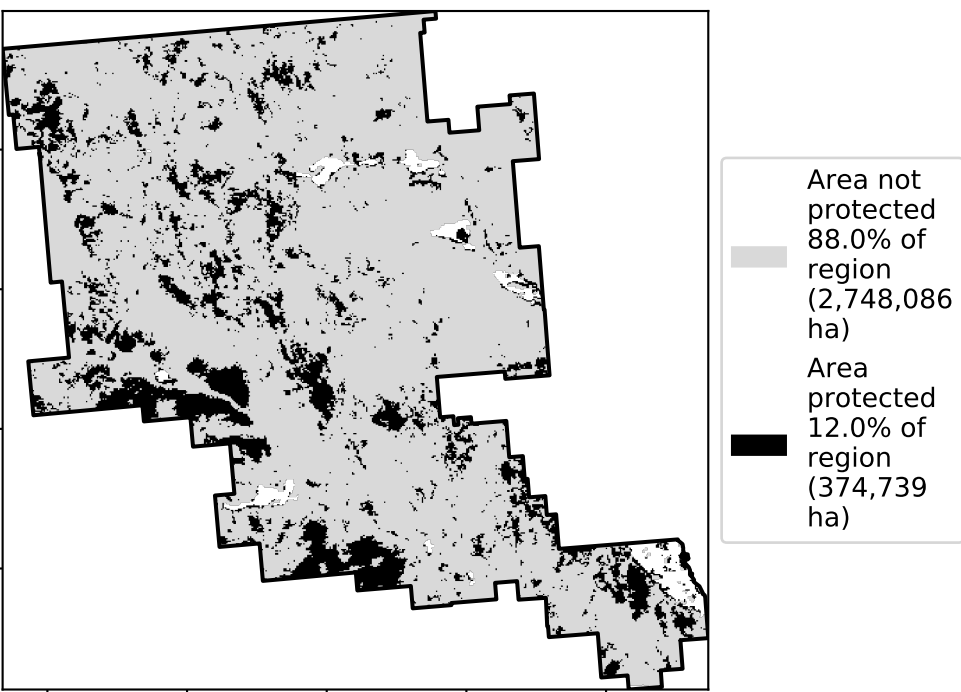 Area not
protected
88.0% of
region
(2,748,086
ha)
Area
protected
12.0% of
region
(374,739
ha)